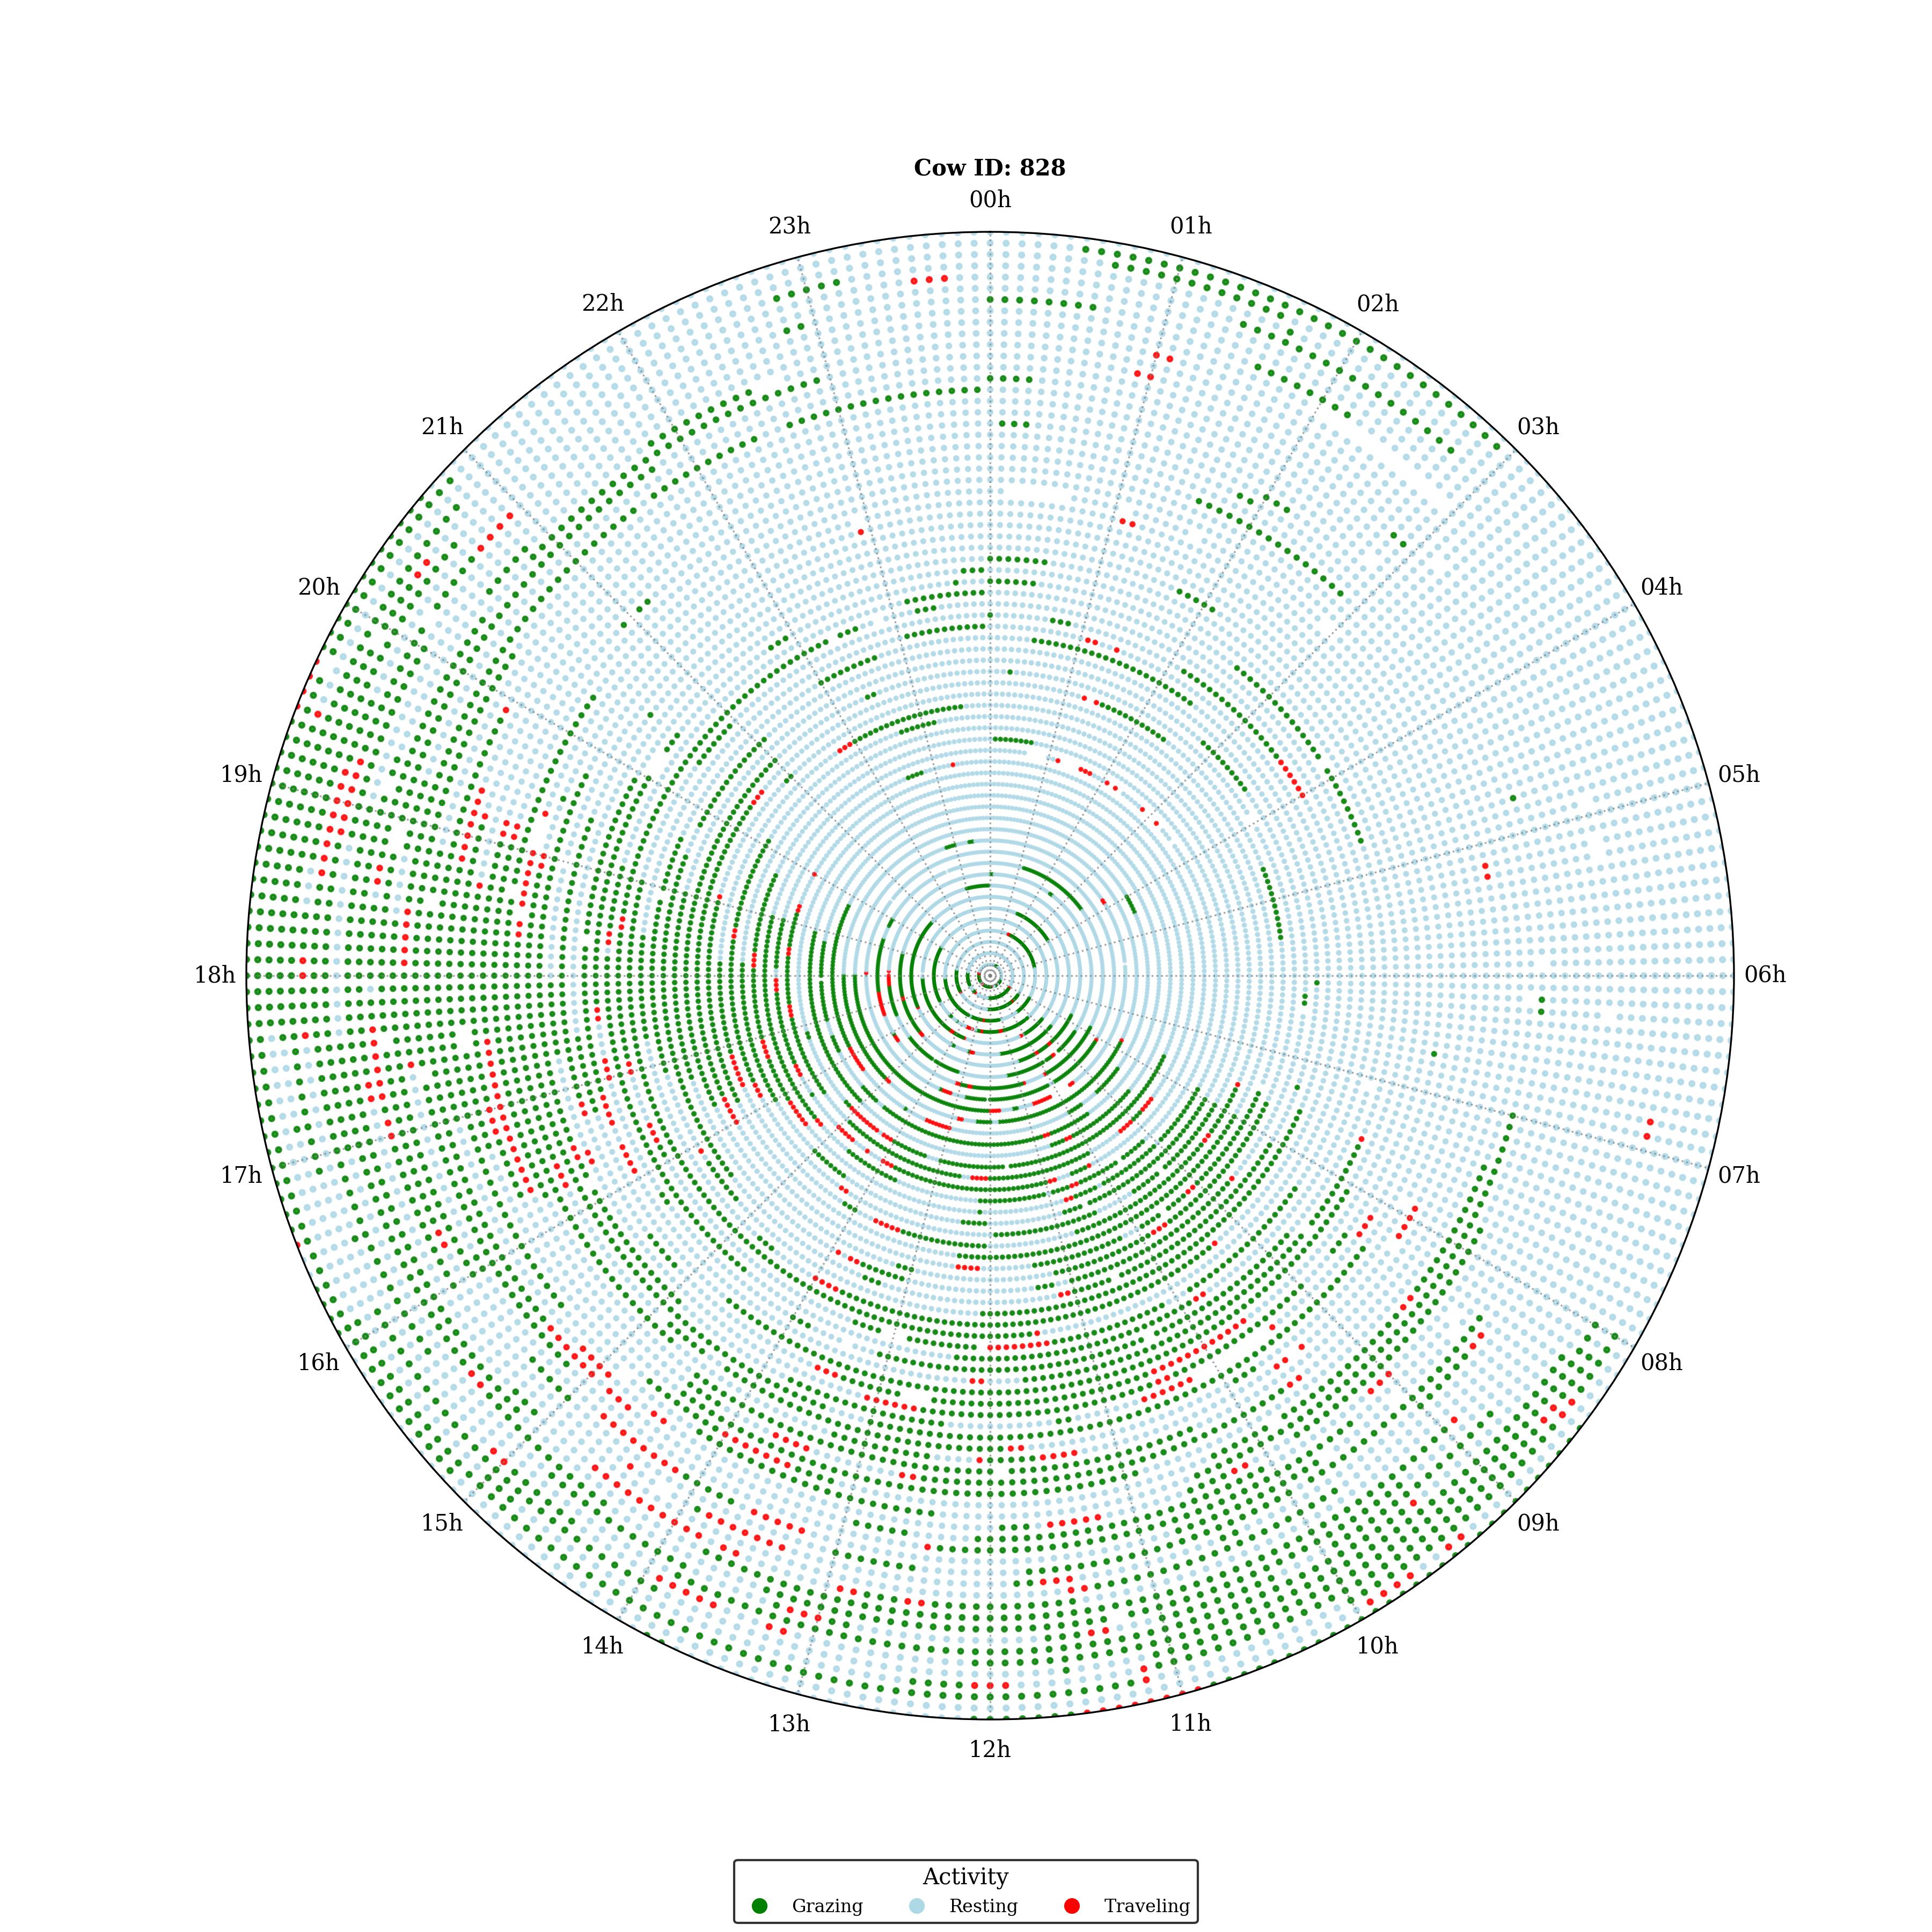 Cow ID: 828
00h
01h
02h
03h
04h
05h
06h
07h
08h
09h
10h
11h
12h
13h
14h
15h
16h
17h
18h
19h
20h
21h
22h
23h
Activity
Grazing Resting Traveling